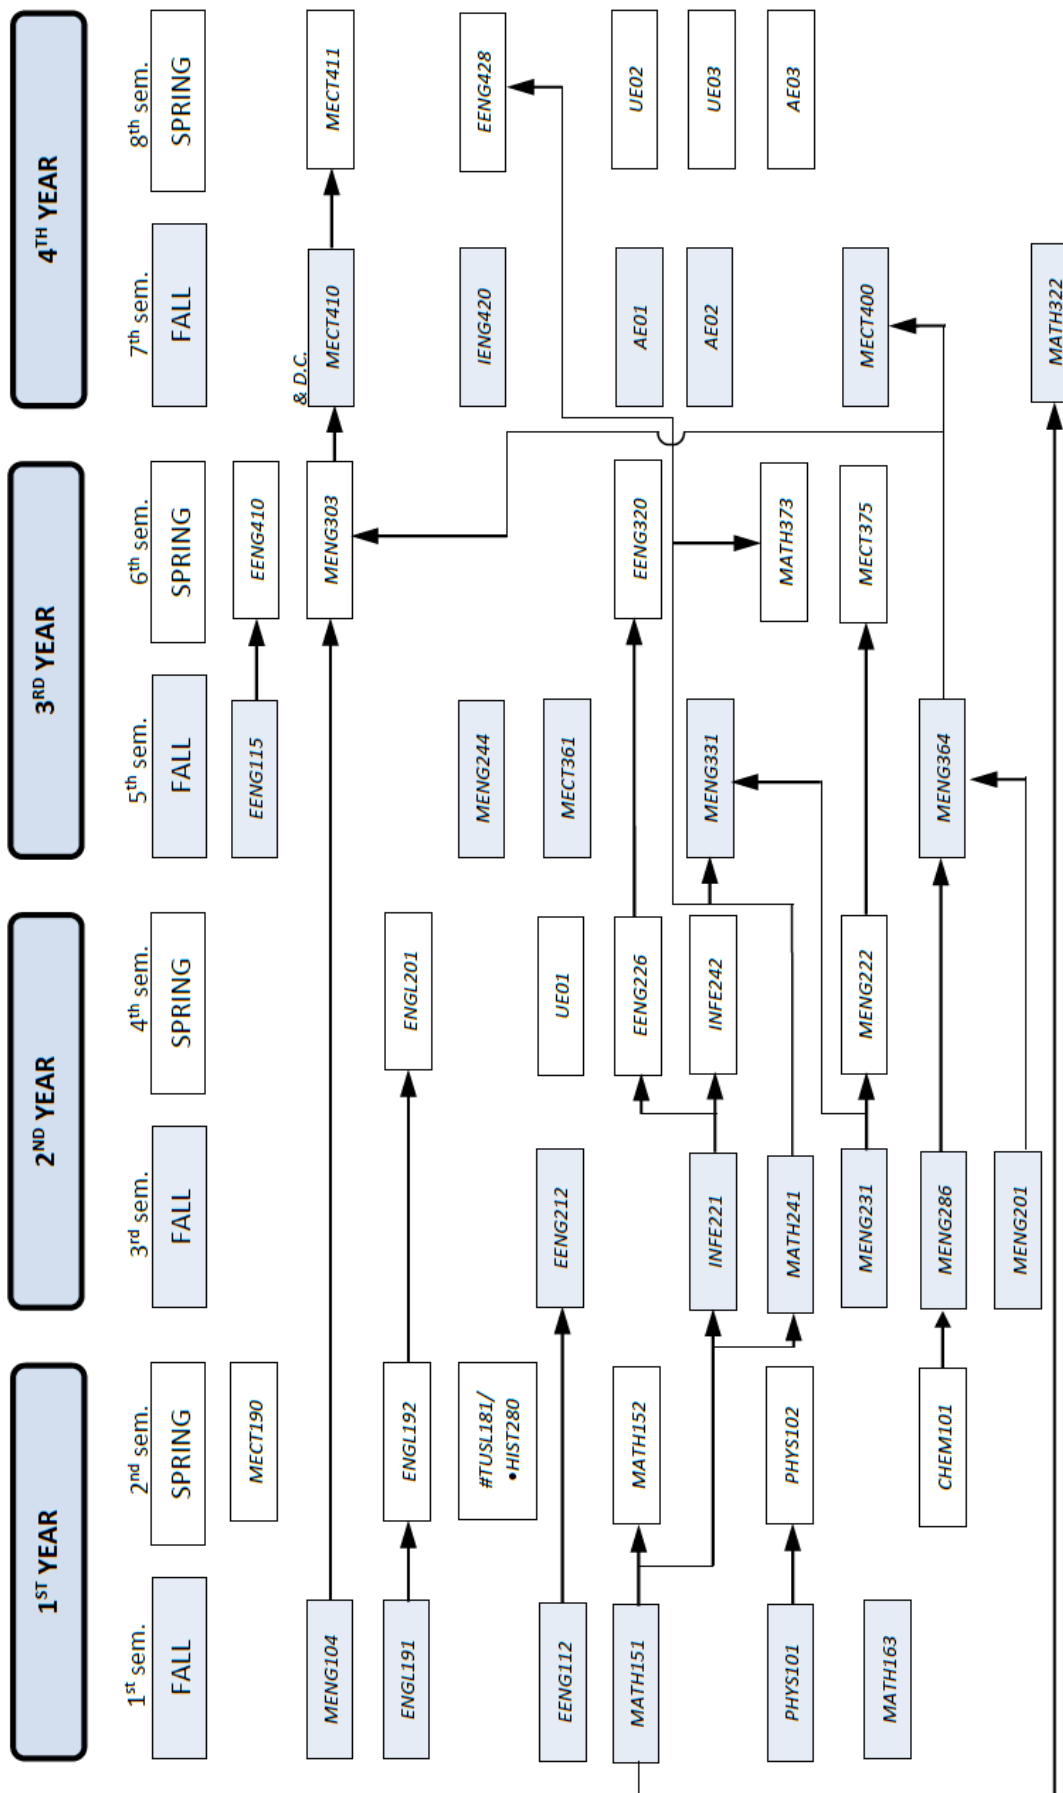 1ST YEAR
2ND YEAR
3RD YEAR
4TH YEAR
1st sem.
2nd sem.
3rd sem.
4th sem.
5th sem.
6th sem.
7th sem.
8th sem.
FALL
SPRING
FALL
SPRING
FALL
SPRING
FALL
SPRING
MECT190
EENG115
EENG410
& D.C.
MENG104
MENG303
MECT410
MECT411
ENGL191
ENGL192
ENGL201
#TUSL181/
•HIST280
MENG244
IENG420
EENG428
EENG112
EENG212
UE01
MECT361
MATH151
MATH152
EENG226
EENG320
AE01
UE02
INFE221
INFE242
MENG331
AE02
UE03
PHYS101
PHYS102
MATH241
MATH373
AE03
MATH163
MENG231
MENG222
MECT375
MECT400
CHEM101
MENG286
MENG364
MENG201
MATH322